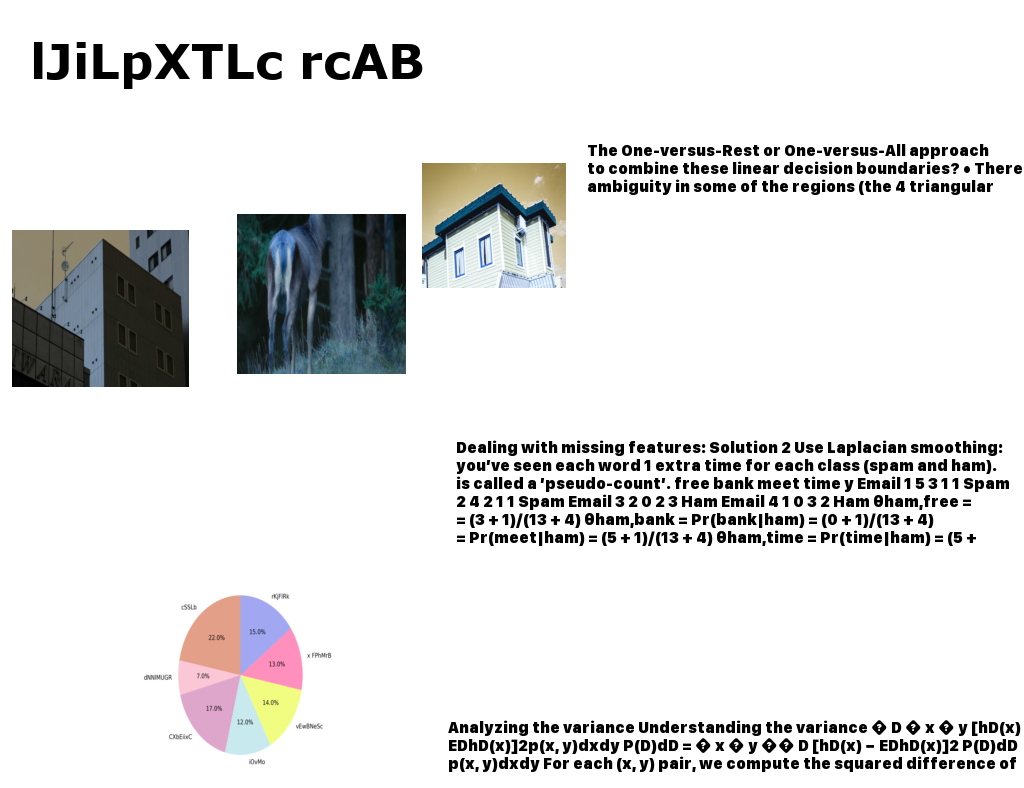 lJiLpXTLc rcAB
The One-versus-Rest or One-versus-All approach
to combine these linear decision boundaries? • There
ambiguity in some of the regions (the 4 triangular
Dealing with missing features: Solution 2 Use Laplacian smoothing:
you’ve seen each word 1 extra time for each class (spam and ham).
is called a ’pseudo-count’. free bank meet time y Email 1 5 3 1 1 Spam
2 4 2 1 1 Spam Email 3 2 0 2 3 Ham Email 4 1 0 3 2 Ham θham,free =
= (3 + 1)/(13 + 4) θham,bank = Pr(bank|ham) = (0 + 1)/(13 + 4)
= Pr(meet|ham) = (5 + 1)/(13 + 4) θham,time = Pr(time|ham) = (5 +
rKJFIRk
cSSLb
15.0%
22.0%
x FPhMrB
13.0%
dNNIMUGR
7.0%
14.0%
17.0%
12.0%
vEwBNeSc
CXbEiixC
iOvMo
Analyzing the variance Understanding the variance � D � x � y [hD(x)
EDhD(x)]2p(x, y)dxdy P(D)dD = � x � y �� D [hD(x) − EDhD(x)]2 P(D)dD
p(x, y)dxdy For each (x, y) pair, we compute the squared difference of